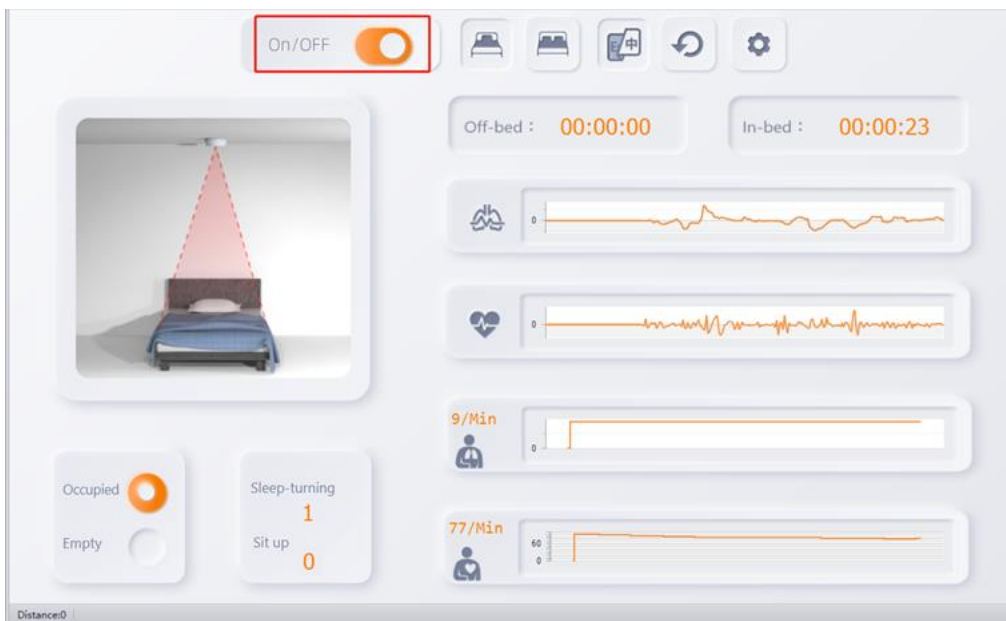 On/OFF
E 中
Off-bed： 00:00:00
In-bed： 00:00:23
0
0
9/Min
0
Occupied
Empty
Sleep-turning
1
Sit up
0
77/Min
60
0
Distance:0